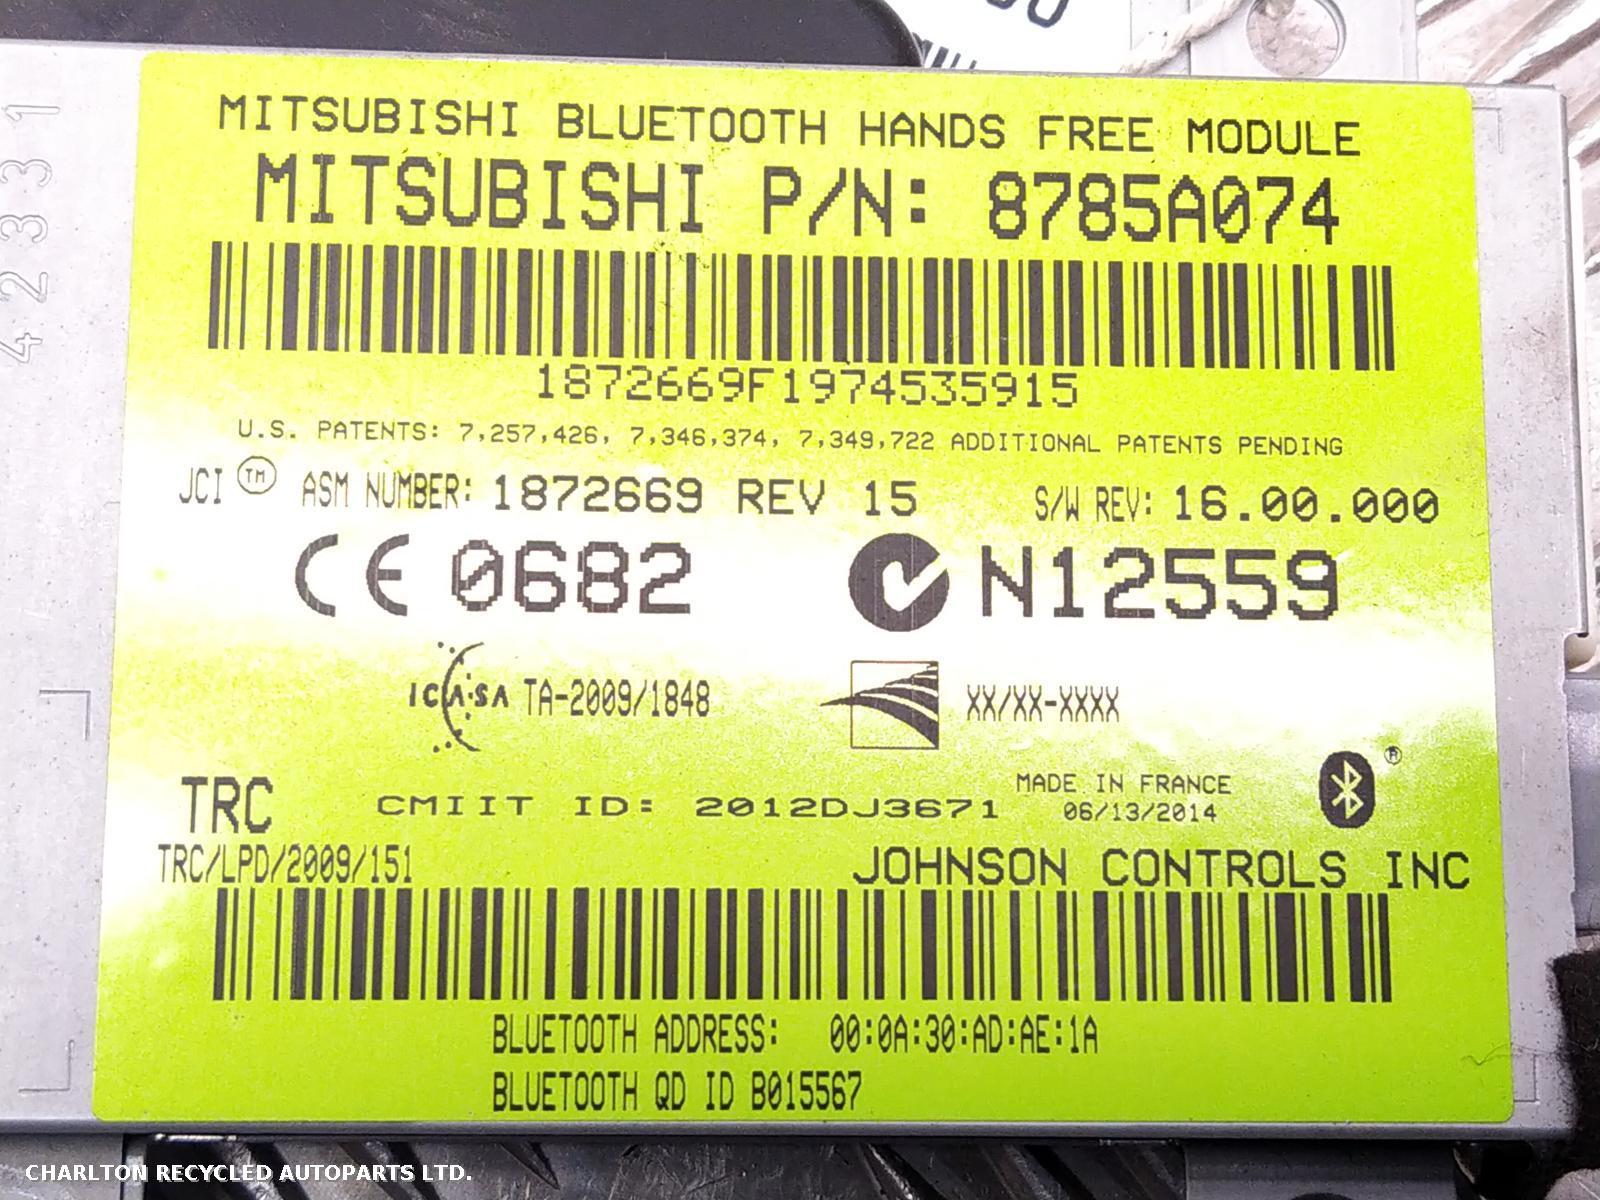 MITSUBISHI BLUETOOTH HANDS FREE MODULE
MITSUBISHI P/N: 8785A074
1872669F1974535915
U.S. PATENTS: 7,257,426, 7,346,374, 7,349,722 ADDITIONAL PATENTS PENDING
JCI TM ASM NUMBER: 1872669 REV 15 S/W REV: 16.00.000
CE 0682 N12559
ICASA TA-2009/1848 XX/XX-XXXX
TRC CMIIT ID: 2012DJ3671 MADE IN FRANCE
06/13/2014
®
TRC/LPD/2009/151 JOHNSON CONTROLS INC
BLUETOOTH ADDRESS: 00:0A:30:AD:AE:1A
BLUETOOTH QD ID B015567
42331
CHARLTON RECYCLED AUTOPARTS LTD.